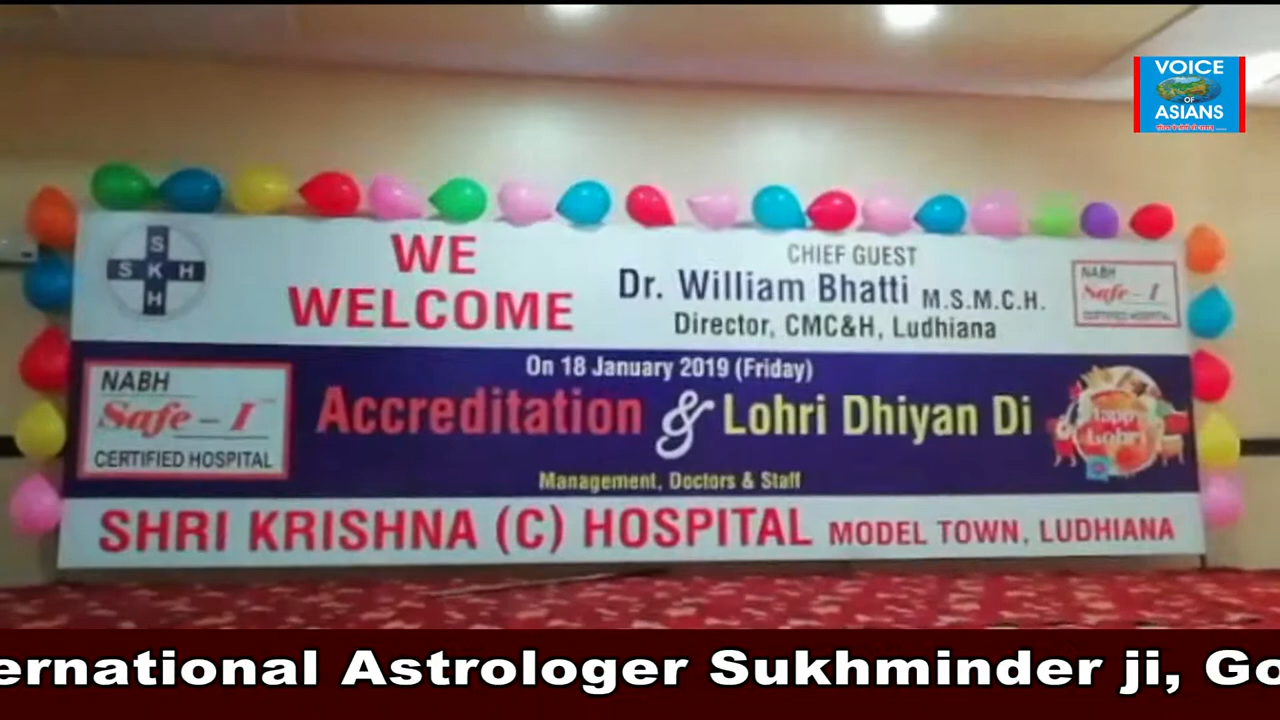 VOICE
OF
ASIANS
S
S K H
H
WE
WELCOME
CHIEF GUEST
Dr. William Bhatti M.S.M.C.H.
Director, CMC&H, Ludhiana
NABH
Safe - I
CERTIFIED HOSPITAL
On 18 January 2019 (Friday)
NABH
Safe - I
CERTIFIED HOSPITAL
Accreditation & Lohri Dhiyan Di
Happy
Lohri
Management, Doctors & Staff
SHRI KRISHNA (C) HOSPITAL MODEL TOWN, LUDHIANA
ernational Astrologer Sukhminder ji, Go